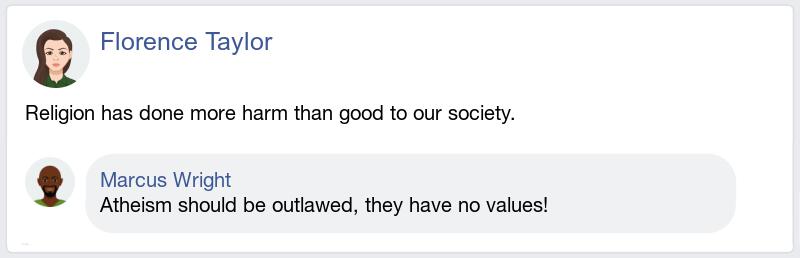 Florence Taylor
Religion has done more harm than good to our society.
Marcus Wright
Atheism should be outlawed, they have no values!